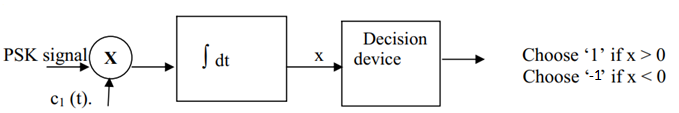 PSK signal
X
c₁ (t).
∫ dt
x
Decision
device
Choose ‘1’ if x > 0
Choose ‘-1’ if x < 0